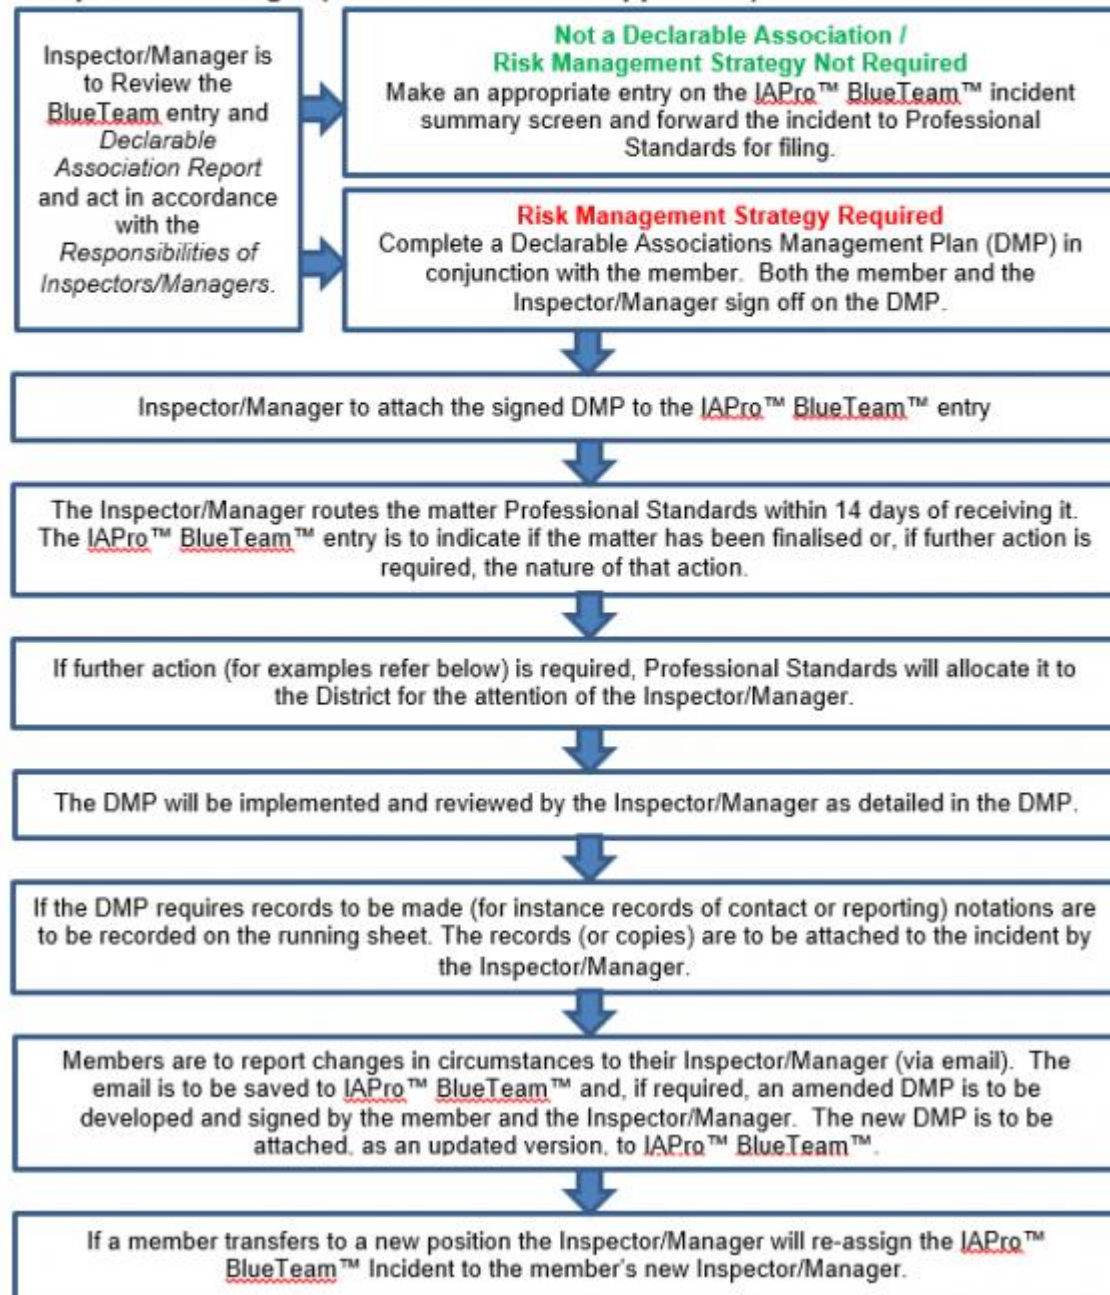 Inspector/Manager is
to Review the
BlueTeam entry and
Declarable
Association Report
and act in accordance
with the
Responsibilities of
Inspectors/Managers.
Not a Declarable Association /
Risk Management Strategy Not Required
Make an appropriate entry on the IAPro™ BlueTeam™ incident
summary screen and forward the incident to Professional
Standards for filing.
Risk Management Strategy Required
Complete a Declarable Associations Management Plan (DMP) in
conjunction with the member. Both the member and the
Inspector/Manager sign off on the DMP.
Inspector/Manager to attach the signed DMP to the IAPro™ BlueTeam™ entry
The Inspector/Manager routes the matter Professional Standards within 14 days of receiving it.
The IAPro™ BlueTeam™ entry is to indicate if the matter has been finalised or, if further action is
required, the nature of that action.
If further action (for examples refer below) is required, Professional Standards will allocate it to
the District for the attention of the Inspector/Manager.
The DMP will be implemented and reviewed by the Inspector/Manager as detailed in the DMP.
If the DMP requires records to be made (for instance records of contact or reporting) notations are
to be recorded on the running sheet. The records (or copies) are to be attached to the incident by
the Inspector/Manager.
Members are to report changes in circumstances to their Inspector/Manager (via email). The
email is to be saved to IAPro™ BlueTeam™ and, if required, an amended DMP is to be
developed and signed by the member and the Inspector/Manager. The new DMP is to be
attached, as an updated version, to IAPro™ BlueTeam™.
If a member transfers to a new position the Inspector/Manager will re-assign the IAPro™
BlueTeam™ Incident to the member's new Inspector/Manager.